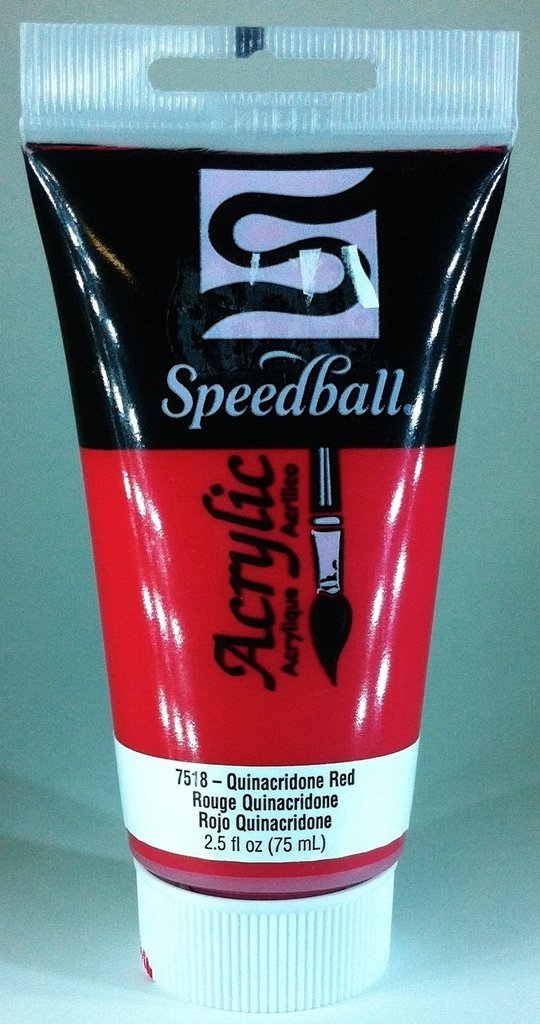 Speedball
Acrylic
Acrylique Acrílico
7518 – Quinacridone Red
Rouge Quinacridone
Rojo Quinacridone
2.5 fl oz (75 mL)